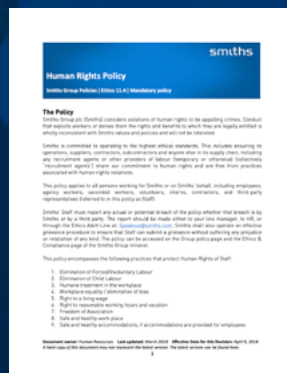 smiths
Human Rights Policy
Smiths Group Policies | Ethics 11.4 | Mandatory policy
The Policy
Smiths Group plc (Smiths) considers violations of human rights to be appalling crimes. Conduct
that exploits workers or denies them the rights and benefits to which they are legally entitled is
wholly inconsistent with Smiths values and policies and will not be tolerated.
Smiths is committed to operating to the highest ethical standards. This includes ensuring its
operations, suppliers, contractors, subcontractors and anyone else in its supply chain, including
any recruitment agents or other providers of labour (temporary or otherwise) (collectively
"recruitment agents") share our commitment to human rights and are free from practices
associated with human rights violations.
This policy applies to all persons working for Smiths or on Smiths' behalf, including employees,
agency workers, seconded workers, volunteers, interns, contractors, and third-party
representatives (referred to in this policy as Staff).
Smiths' Staff must report any actual or potential breach of the policy whether that breach is by
Smiths or by a third party. The report should be made either to your line manager, to HR, or
through the Ethics Alert-Line at: Speakout@smiths.com. Smiths shall also operate an effective
grievance procedure to ensure that Staff can submit a grievance without suffering any prejudice
or retaliation of any kind. The policy can be accessed on the Group policy page and the Ethics &
Compliance page of the Smiths Group intranet.
This policy encompasses the following practices that protect Human Rights of Staff:
1. Elimination of Forced/Involuntary Labour
2. Elimination of Child Labour
3. Humane treatment in the workplace
4. Workplace equality / elimination of bias
5. Right to a living wage
6. Right to reasonable working hours and vacation
7. Freedom of Association
8. Safe and healthy work place
9. Safe and healthy accommodations, if accommodations are provided for employees
Document owner: Human Resources Last updated: March 2018 Effective Date for this Revision: April 9, 2018
A hard copy of this document may not represent the latest version. The latest version can be found here.
1